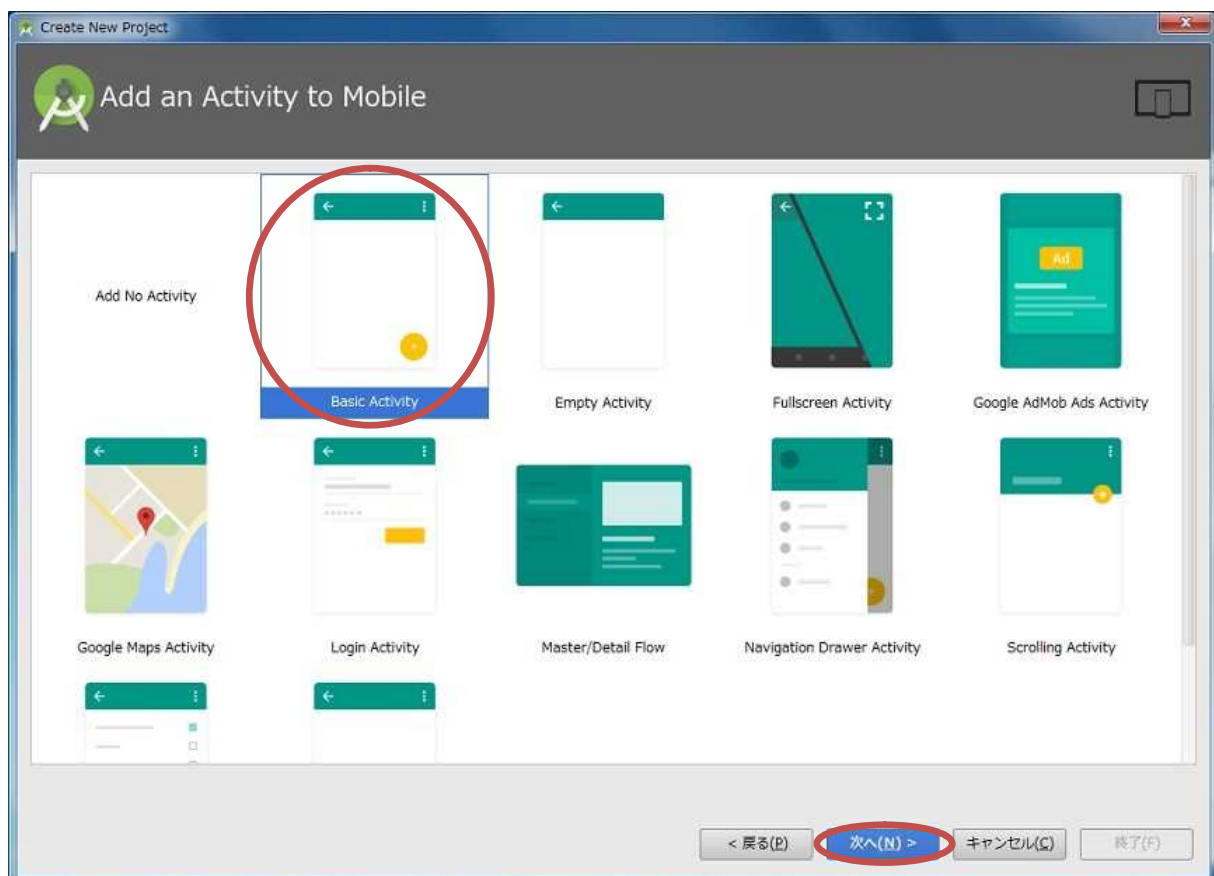 Create New Project
Add an Activity to Mobile
Add No Activity
Basic Activity
Empty Activity
Fullscreen Activity
Ad
Google AdMob Ads Activity
Google Maps Activity
Login Activity
Master/Detail Flow
Navigation Drawer Activity
Scrolling Activity
< 戻る(P)
次へ(N) >
キャンセル(C)
終了(F)